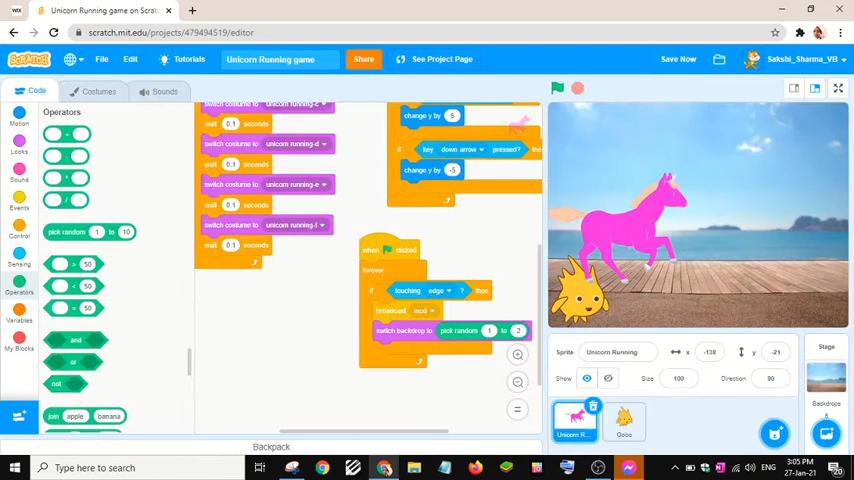 WiX
Unicorn Running game on Scratc
scratch.mit.edu/projects/479494519/editor
SCRATCH
File
Edit
Tutorials
Unicorn Running game
Share
See Project Page
Save Now
Sakshi_Sharma_VB
Code
Costumes
Sounds
Motion
Looks
Sound
Events
Control
Sensing
Operators
Variables
My Blocks
Operators
+
-
*
/
pick random 1 to 10
> 50
< 50
= 50
and
or
not
join apple banana
switch costume to unicorn running-c
wait 0.1 seconds
switch costume to unicorn running-d
wait 0.1 seconds
switch costume to unicorn running-e
wait 0.1 seconds
switch costume to unicorn running-f
wait 0.1 seconds
change y by 5
if key down arrow pressed? the
change y by -5
when clicked
forever
if touching edge ? then
broadcast next
switch backdrop to pick random 1 to 2
Sprite Unicorn Running x -138 y -21
Show Size 100 Direction 90
Unicorn R...
Gobo
Stage
Backdrops
Backpack
Type here to search
ENG
3:05 PM
27-Jan-21
20